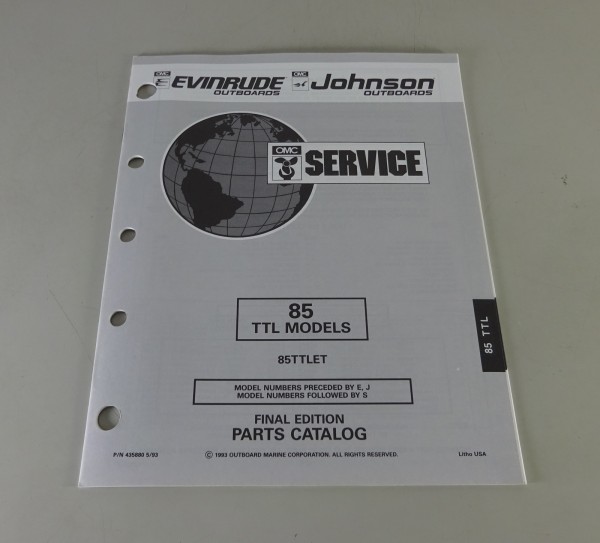 OMC EVINRUDE OUTBOARDS OMC Johnson OUTBOARDS
OMC SERVICE
85
TTL MODELS
85 TTL
85TTLET
MODEL NUMBERS PRECEDED BY E, J
MODEL NUMBERS FOLLOWED BY S
FINAL EDITION
PARTS CATALOG
P/N 435880 5/93 © 1993 OUTBOARD MARINE CORPORATION. ALL RIGHTS RESERVED. Litho USA